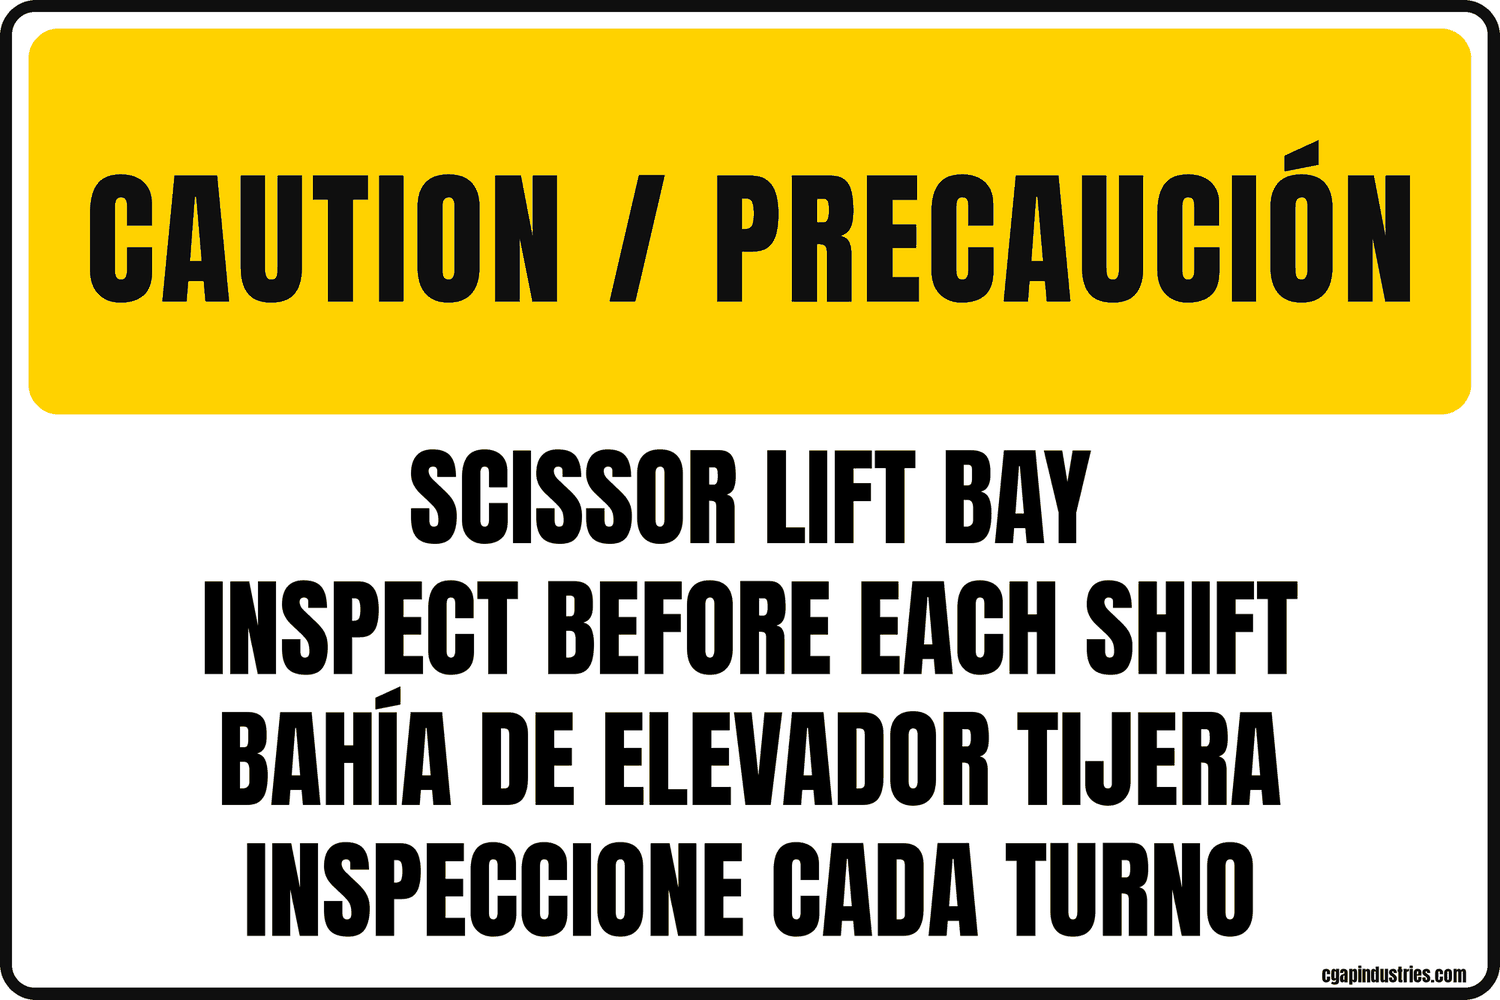 CAUTION / PRECAUCIÓN
SCISSOR LIFT BAY
INSPECT BEFORE EACH SHIFT
BAHÍA DE ELEVADOR TIJERA
INSPECCIONE CADA TURNO
cgapindustries.com